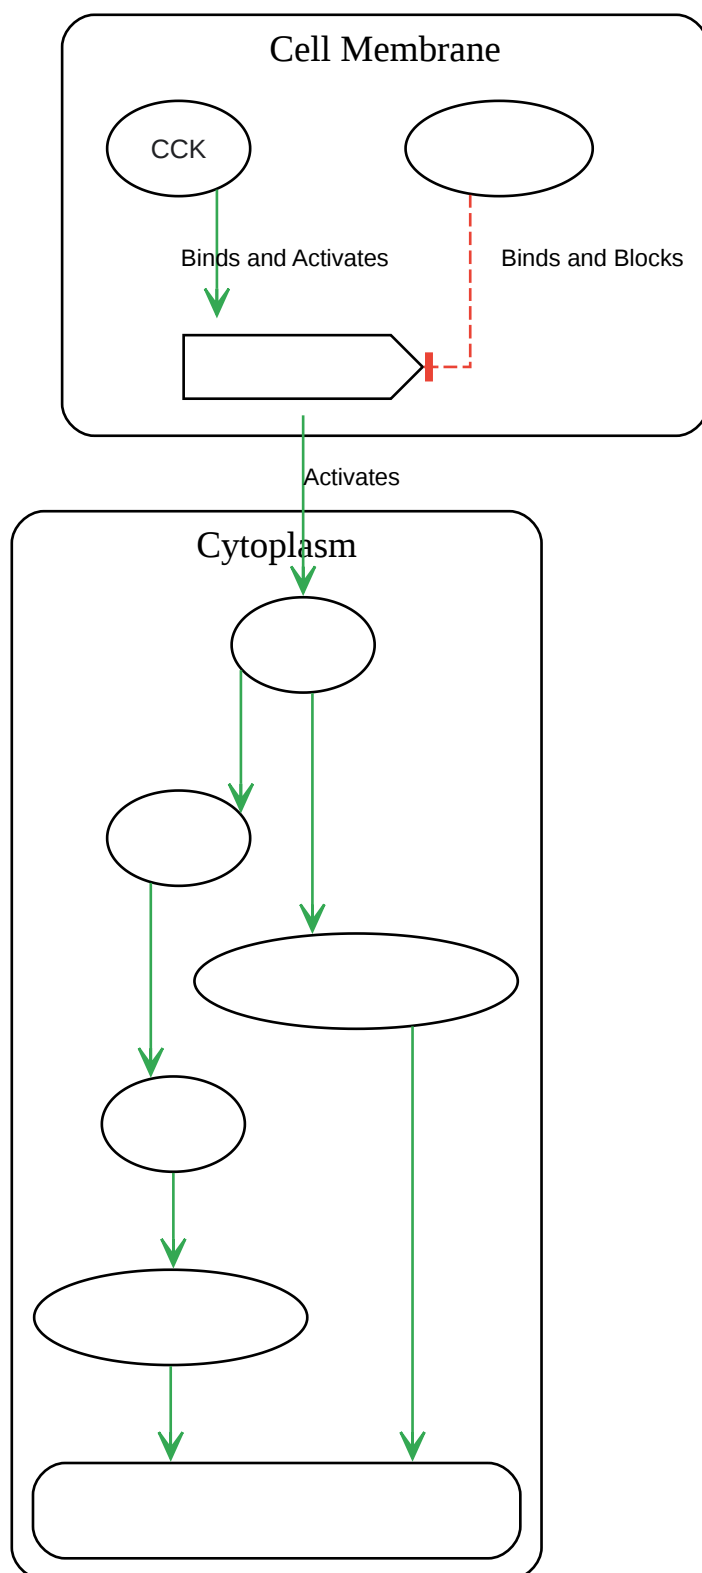 Cell Membrane
CCK
Binds and Activates
Binds and Blocks
Activates
Cytoplasm